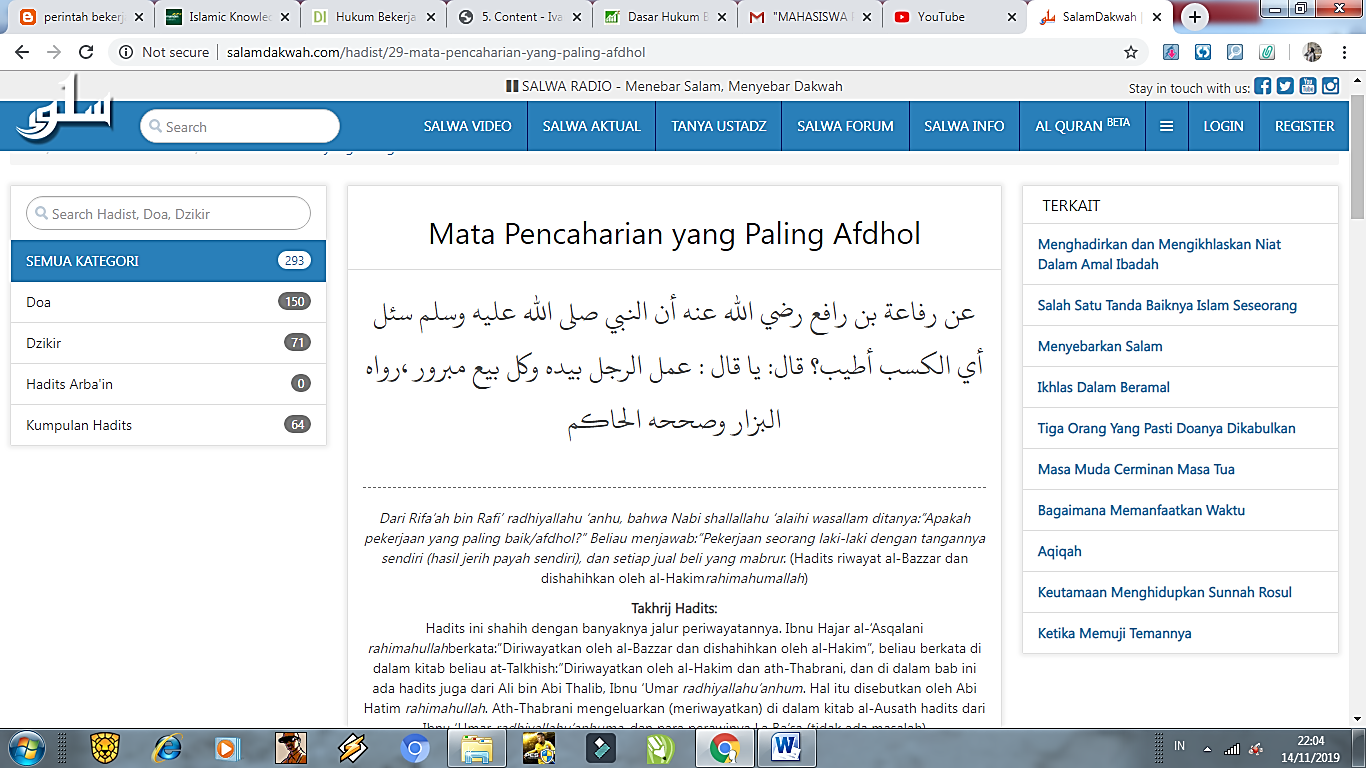 perintah bekerj
Islamic Knowle
Hukum Bekerja
5. Content - Iva
Dasar Hukum B
"MAHASISWA
YouTube
SalamDakwah
Not secure | salamdakwah.com/hadist/29-mata-pencaharian-yang-paling-afdhol
SALWA RADIO - Menebar Salam, Menyebar Dakwah
Stay in touch with us:
سلوى
Search
SALWA VIDEO
SALWA AKTUAL
TANYA USTADZ
SALWA FORUM
SALWA INFO
AL QURAN BETA
LOGIN
REGISTER
Search Hadist, Doa, Dzikir
SEMUA KATEGORI 293
Doa 150
Dzikir 71
Hadits Arba'in 0
Kumpulan Hadits 64
Mata Pencaharian yang Paling Afdhol
عن رفاعة بن رافع رضي الله عنه أن النبي صلى الله عليه وسلم سئل
أي الكسب أطيب؟ قال: يا قال : عمل الرجل بيده وكل بيع مبرور ،رواه
البزار وصححه الحاكم
Dari Rifa’ah bin Rafi’ radhiyallahu ‘anhu, bahwa Nabi shallallahu ‘alaihi wasallam ditanya:”Apakah
pekerjaan yang paling baik/afdhol?” Beliau menjawab:”Pekerjaan seorang laki-laki dengan tangannya
sendiri (hasil jerih payah sendiri), dan setiap jual beli yang mabrur. (Hadits riwayat al-Bazzar dan
dishahihkan oleh al-Hakimrahimahumallah)
Takhrij Hadits:
Hadits ini shahih dengan banyaknya jalur periwayatannya. Ibnu Hajar al-‘Asqalani
rahimahullahberkata:”Diriwayatkan oleh al-Bazzar dan dishahihkan oleh al-Hakim”, beliau berkata di
dalam kitab beliau at-Talkhish:”Diriwayatkan oleh al-Hakim dan ath-Thabrani, dan di dalam bab ini
ada hadits juga dari Ali bin Abi Thalib, Ibnu ‘Umar radhiyallahu’anhum. Hal itu disebutkan oleh Abi
Hatim rahimahullah. Ath-Thabrani mengeluarkan (meriwayatkan) di dalam kitab al-Ausath hadits dari
Ibnu ‘Umar radhiyallahu’anhuma, dan para perawinya La Ba’sa (tidak ada masalah)
TERKAIT
Menghadirkan dan Mengikhlaskan Niat
Dalam Amal Ibadah
Salah Satu Tanda Baiknya Islam Seseorang
Menyebarkan Salam
Ikhlas Dalam Beramal
Tiga Orang Yang Pasti Doanya Dikabulkan
Masa Muda Cerminan Masa Tua
Bagaimana Memanfaatkan Waktu
Aqiqah
Keutamaan Menghidupkan Sunnah Rosul
Ketika Memuji Temannya
IN
22:04
14/11/2019